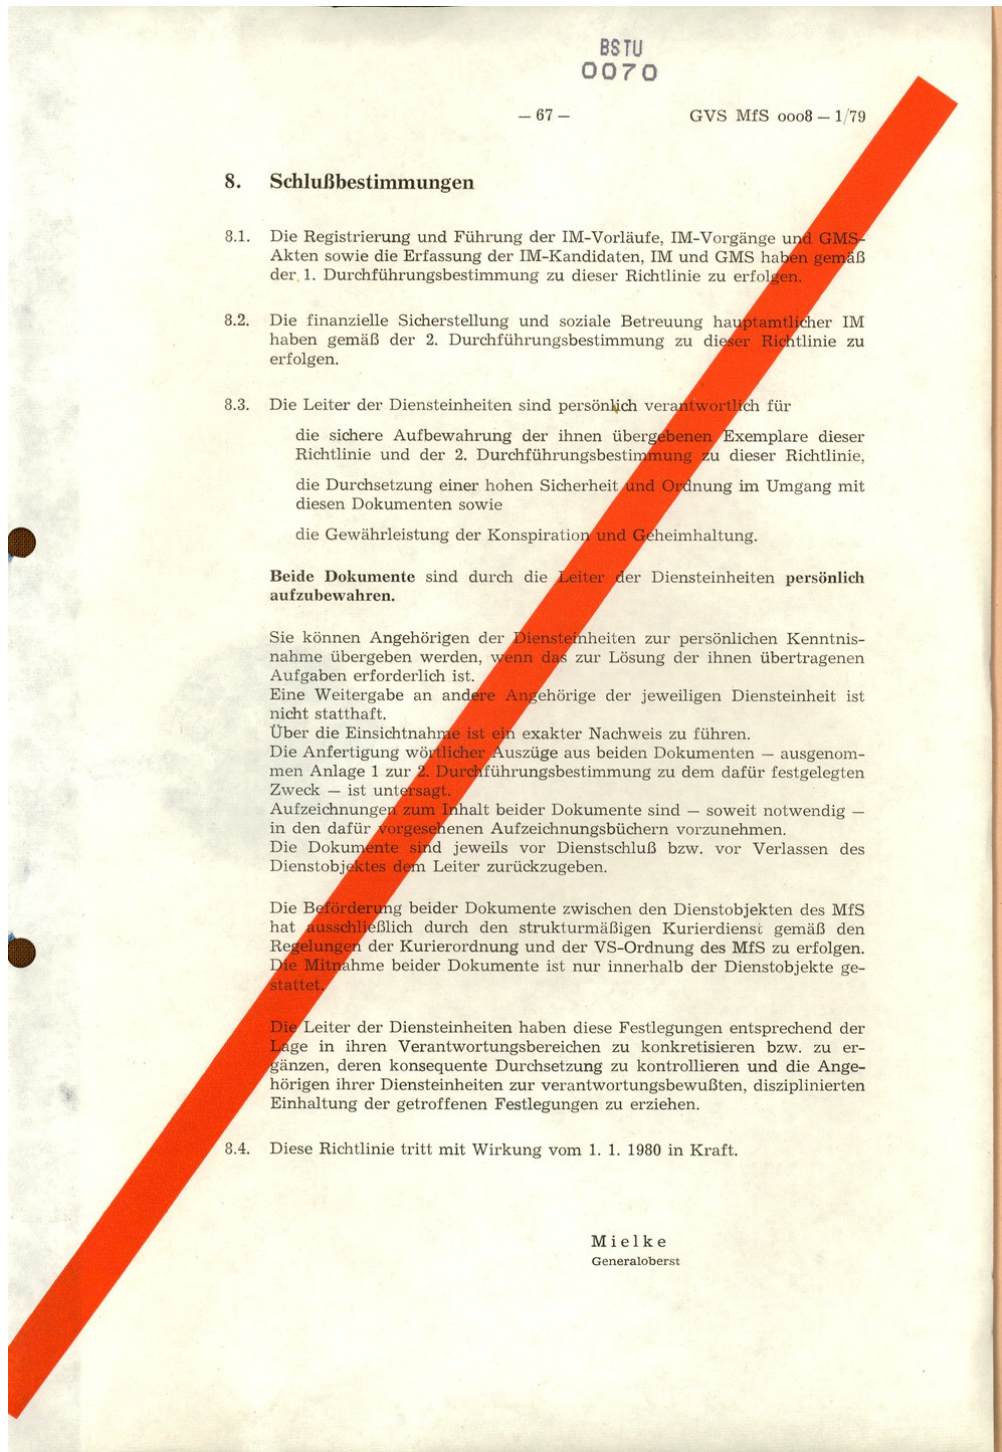 BSTU
0070
— 67 —
GVS MfS ooo8 — 1/79
8. Schlußbestimmungen
8.1. Die Registrierung und Führung der IM-Vorläufe, IM-Vorgänge und GMS-
Akten sowie die Erfassung der IM-Kandidaten, IM und GMS haben gemäß
der 1. Durchführungsbestimmung zu dieser Richtlinie zu erfolgen.
8.2. Die finanzielle Sicherstellung und soziale Betreuung hauptamtlicher IM
haben gemäß der 2. Durchführungsbestimmung zu dieser Richtlinie zu
erfolgen.
8.3. Die Leiter der Diensteinheiten sind persönlich verantwortlich für
die sichere Aufbewahrung der ihnen übergebenen Exemplare dieser
Richtlinie und der 2. Durchführungsbestimmung zu dieser Richtlinie,
die Durchsetzung einer hohen Sicherheit und Ordnung im Umgang mit
diesen Dokumenten sowie
die Gewährleistung der Konspiration und Geheimhaltung.
Beide Dokumente sind durch die Leiter der Diensteinheiten persönlich
aufzubewahren.
Sie können Angehörigen der Diensteinheiten zur persönlichen Kenntnis-
nahme übergeben werden, wenn das zur Lösung der ihnen übertragenen
Aufgaben erforderlich ist.
Eine Weitergabe an andere Angehörige der jeweiligen Diensteinheit ist
nicht statthaft.
Über die Einsichtnahme ist ein exakter Nachweis zu führen.
Die Anfertigung wörtlicher Auszüge aus beiden Dokumenten — ausgenom-
men Anlage 1 zur 2. Durchführungsbestimmung zu dem dafür festgelegten
Zweck — ist untersagt.
Aufzeichnungen zum Inhalt beider Dokumente sind — soweit notwendig —
in den dafür vorgesehenen Aufzeichnungsbüchern vorzunehmen.
Die Dokumente sind jeweils vor Dienstschluß bzw. vor Verlassen des
Dienstobjektes dem Leiter zurückzugeben.
Die Beförderung beider Dokumente zwischen den Dienstobjekten des MfS
hat ausschließlich durch den strukturmäßigen Kurierdienst gemäß den
Regelungen der Kurierordnung und der VS-Ordnung des MfS zu erfolgen.
Die Mitnahme beider Dokumente ist nur innerhalb der Dienstobjekte ge-
stattet.
Die Leiter der Diensteinheiten haben diese Festlegungen entsprechend der
Lage in ihren Verantwortungsbereichen zu konkretisieren bzw. zu er-
gänzen, deren konsequente Durchsetzung zu kontrollieren und die Ange-
hörigen ihrer Diensteinheiten zur verantwortungsbewußten, disziplinierten
Einhaltung der getroffenen Festlegungen zu erziehen.
8.4. Diese Richtlinie tritt mit Wirkung vom 1. 1. 1980 in Kraft.
Mielke
Generaloberst